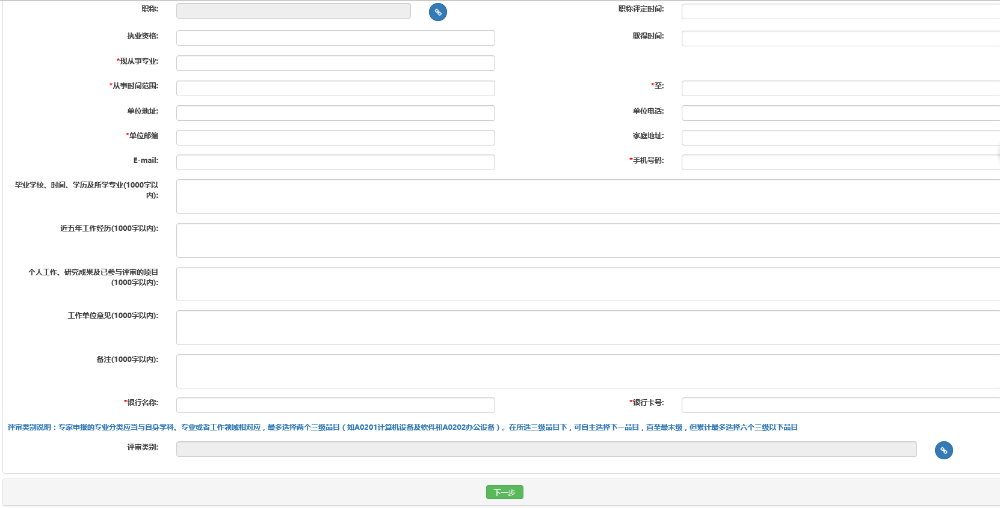 职称:
职称评定时间:
执业资格:
取得时间:
*现从事专业:
*从事时间范围:
*至:
单位地址:
单位电话:
*单位邮编
家庭地址:
E-mail:
*手机号码:
毕业学校、时间、学历及所学专业(1000字以
内):
近五年工作经历(1000字以内):
个人工作、研究成果及已参与评审的项目
(1000字以内):
工作单位意见(1000字以内):
备注(1000字以内):
*银行名称:
*银行卡号:
评审类别说明：专家申报的专业分类应当与自身学科、专业或者工作领域相对应，最多选择两个三级品目（如A0201计算机设备及软件和A0202办公设备）。在所选三级品目下，可自主选择下一品目，直至最末级，但累计最多选择六个三级以下品目
评审类别:
下一步